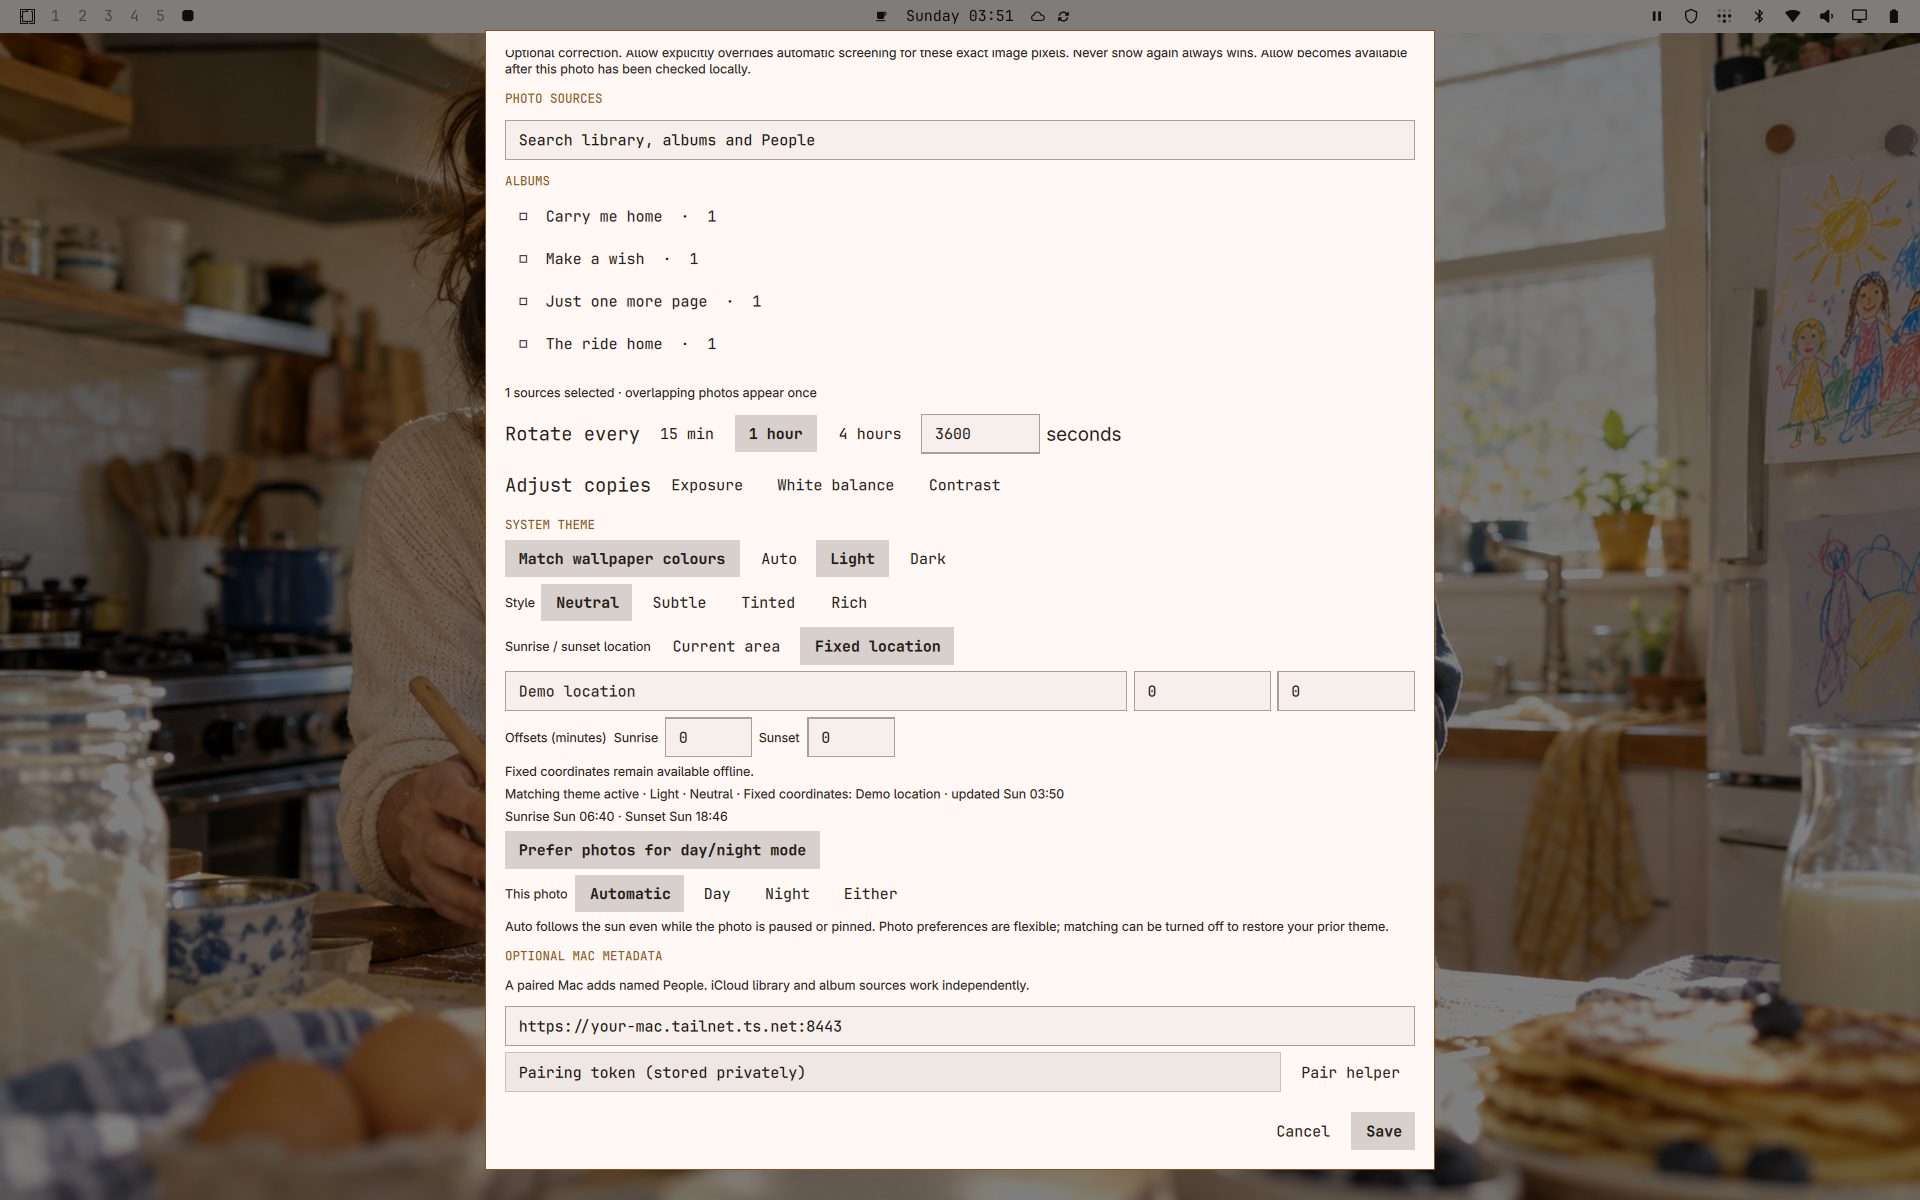 1 2 3 4 5 Sunday 03:51
Optional correction. Allow explicitly overrides automatic screening for these exact image pixels. Never show again always wins. Allow becomes available
after this photo has been checked locally.
PHOTO SOURCES
Search library, albums and People
ALBUMS
Carry me home · 1
Make a wish · 1
Just one more page · 1
The ride home · 1
1 sources selected · overlapping photos appear once
Rotate every 15 min 1 hour 4 hours 3600 seconds
Adjust copies Exposure White balance Contrast
SYSTEM THEME
Match wallpaper colours Auto Light Dark
Style Neutral Subtle Tinted Rich
Sunrise / sunset location Current area Fixed location
Demo location 0 0
Offsets (minutes) Sunrise 0 Sunset 0
Fixed coordinates remain available offline.
Matching theme active · Light · Neutral · Fixed coordinates: Demo location · updated Sun 03:50
Sunrise Sun 06:40 · Sunset Sun 18:46
Prefer photos for day/night mode
This photo Automatic Day Night Either
Auto follows the sun even while the photo is paused or pinned. Photo preferences are flexible; matching can be turned off to restore your prior theme.
OPTIONAL MAC METADATA
A paired Mac adds named People. iCloud library and album sources work independently.
https://your-mac.tailnet.ts.net:8443
Pairing token (stored privately) Pair helper
Cancel Save